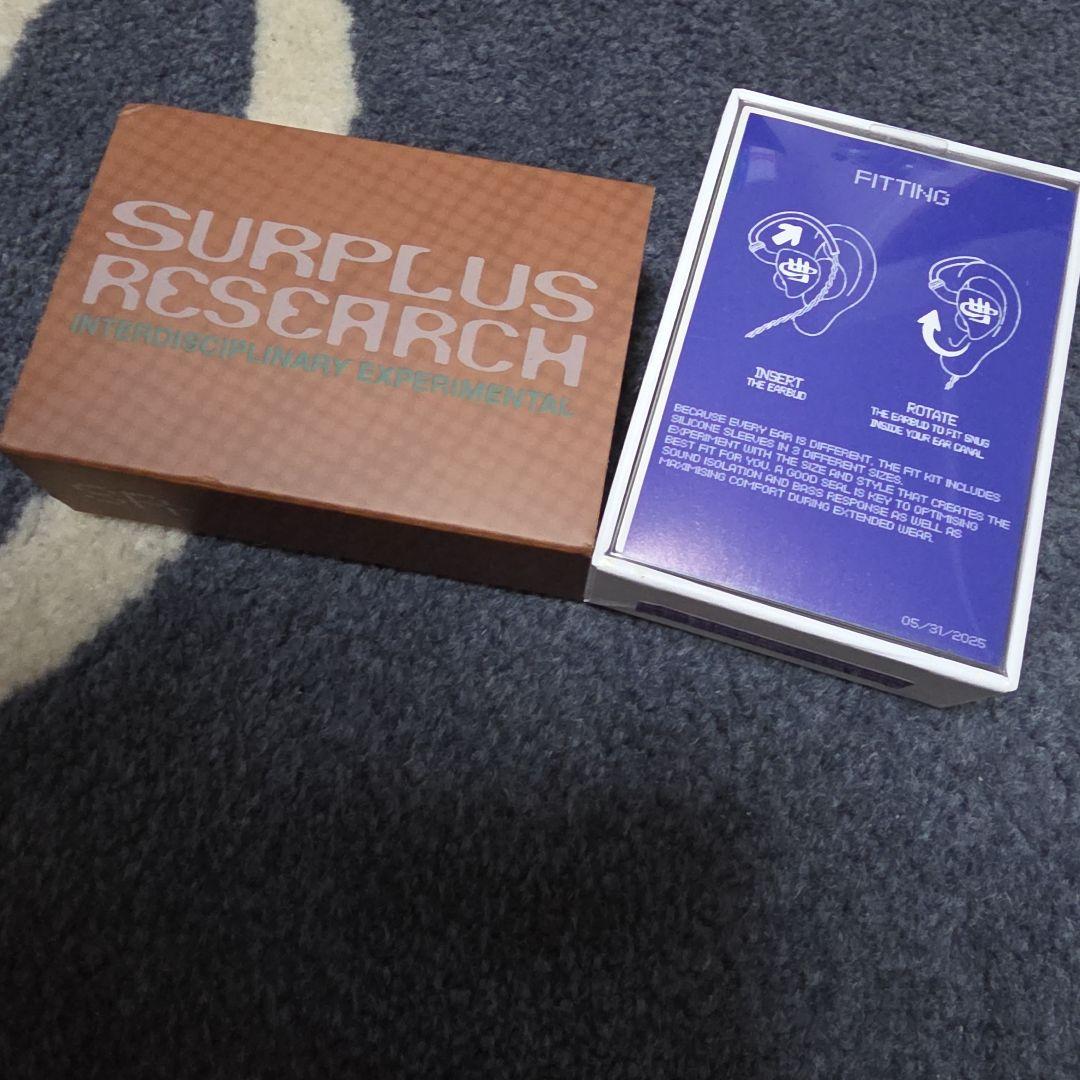 SURPLUS
RESEARCH
INTERDISCIPLINARY EXPERIMENTAL
FITTING
INSERT
THE EARBUD
ROTATE
THE EARBUD TO FIT SNUG
INSIDE YOUR EAR CANAL
BECAUSE EVERY EAR IS DIFFERENT, THE FIT KIT INCLUDES
SILICONE SLEEVES IN 3 DIFFERENT SIZES.
EXPERIMENT WITH THE SIZE AND STYLE THAT CREATES THE
BEST FIT FOR YOU. A GOOD SEAL IS KEY TO OPTIMISING
SOUND ISOLATION AND BASS RESPONSE AS WELL AS
MAXIMISING COMFORT DURING EXTENDED WEAR.
05/31/2025